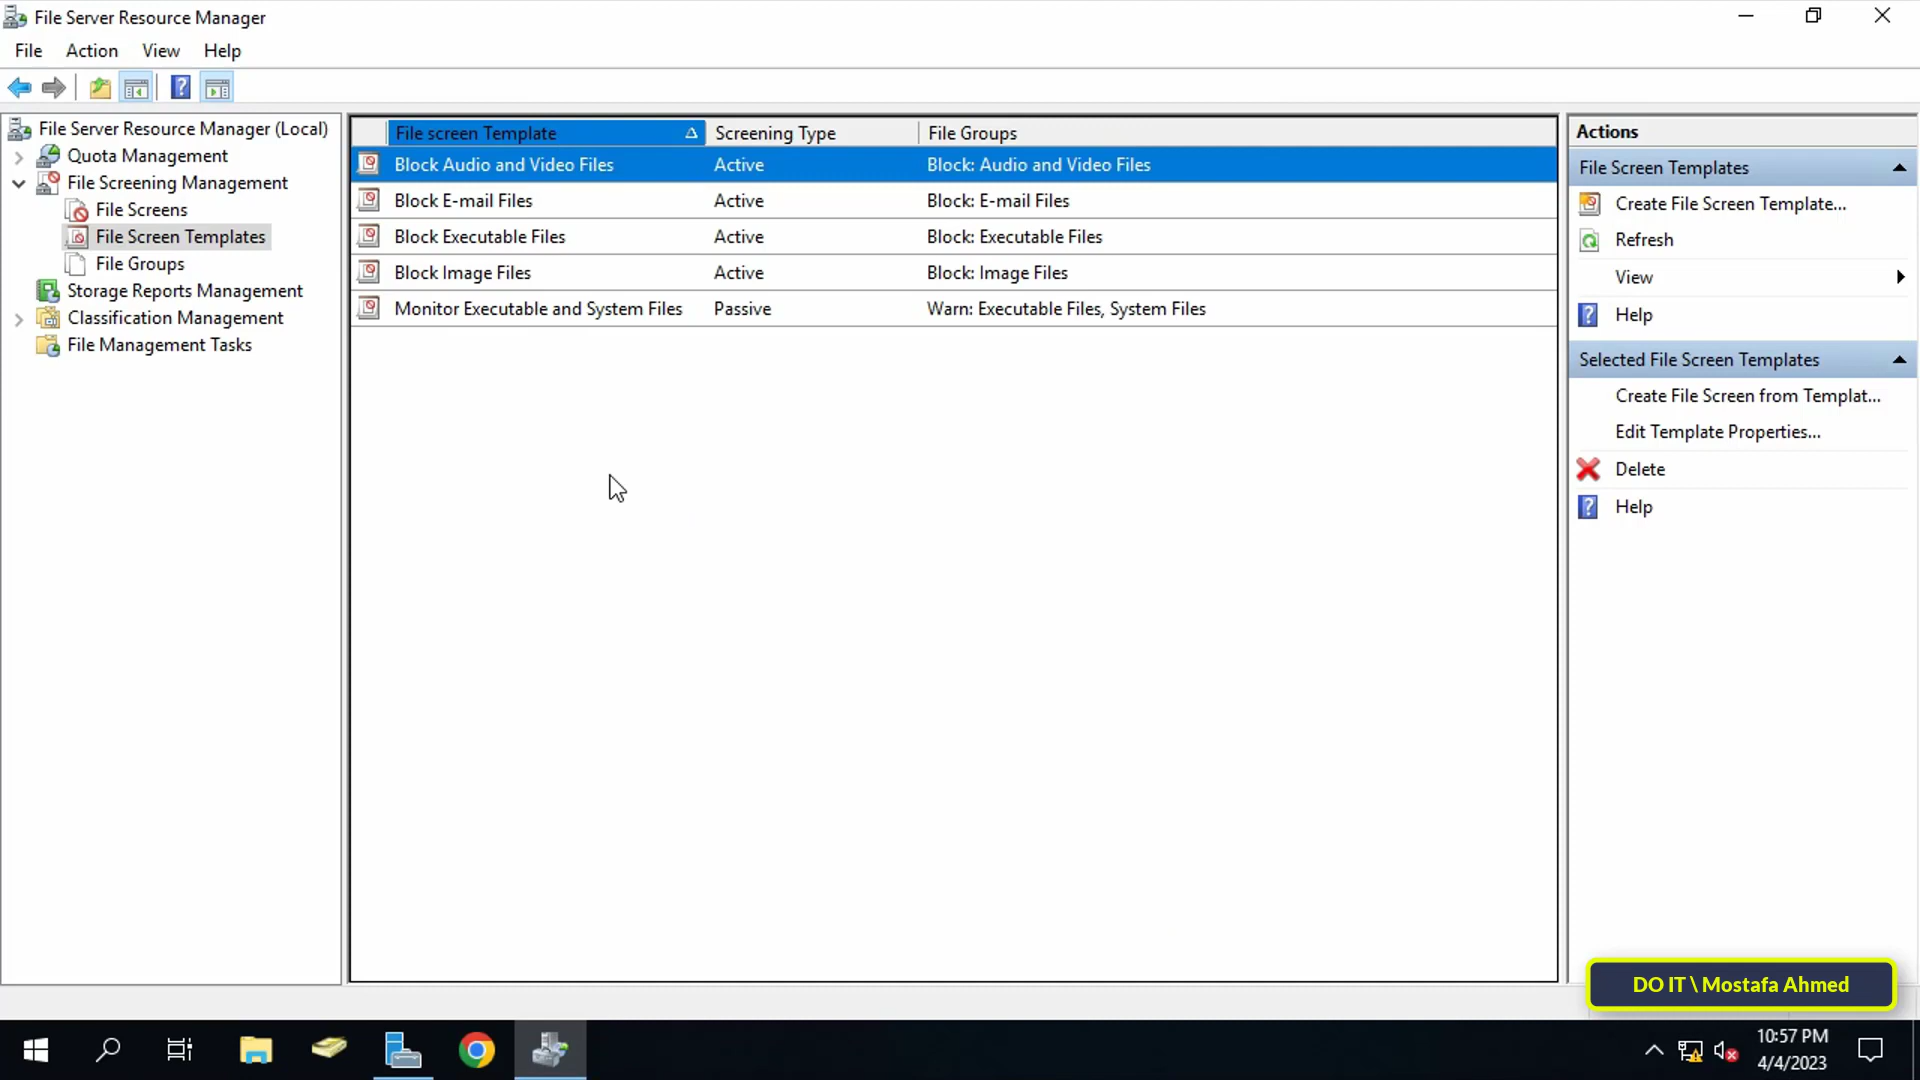 File Server Resource Manager
File Action View Help
File Server Resource Manager (Local)
Quota Management
File Screening Management
File Screens
File Screen Templates
File Groups
Storage Reports Management
Classification Management
File Management Tasks
File screen Template Screening Type File Groups
Block Audio and Video Files Active Block: Audio and Video Files
Block E-mail Files Active Block: E-mail Files
Block Executable Files Active Block: Executable Files
Block Image Files Active Block: Image Files
Monitor Executable and System Files Passive Warn: Executable Files, System Files
Actions
File Screen Templates
Create File Screen Template...
Refresh
View
Help
Selected File Screen Templates
Create File Screen from Templat...
Edit Template Properties...
Delete
Help
DO IT \ Mostafa Ahmed
10:57 PM
4/4/2023